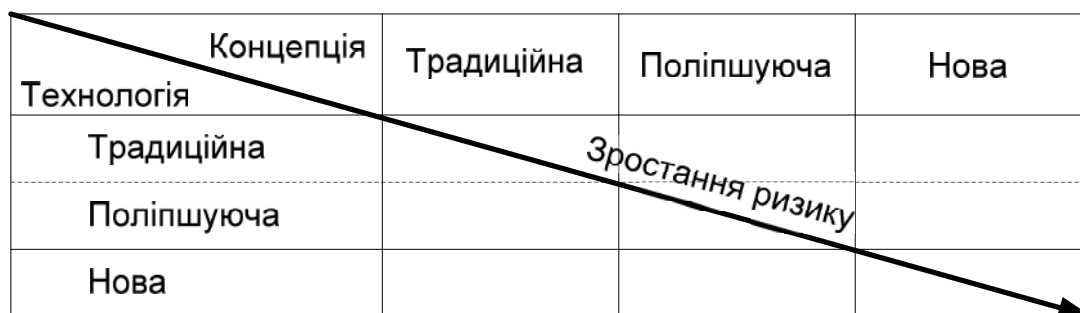 Концепція
Технологія
Традиційна
Поліпшуюча
Нова
Традиційна
Зростання ризику
Поліпшуюча
Нова